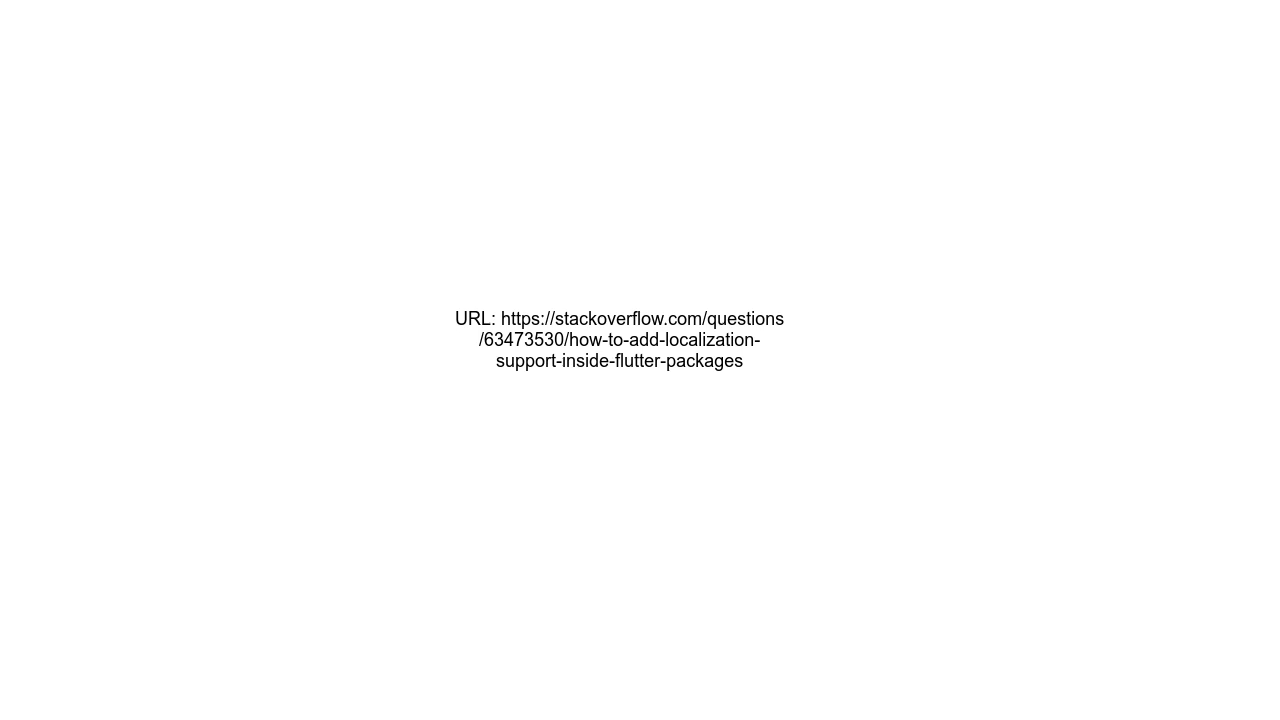 URL: https://stackoverflow.com/questions
/63473530/how-to-add-localization-
support-inside-flutter-packages